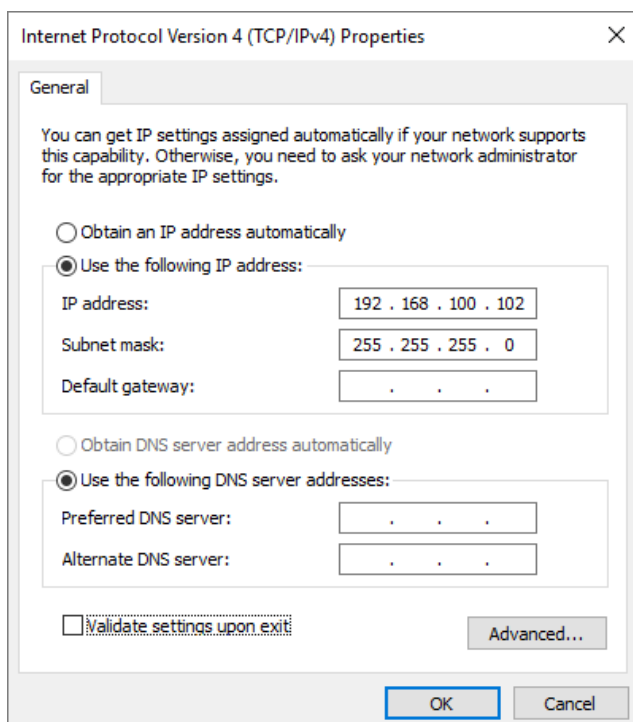 Internet Protocol Version 4 (TCP/IPv4) Properties
General
You can get IP settings assigned automatically if your network supports
this capability. Otherwise, you need to ask your network administrator
for the appropriate IP settings.
Obtain an IP address automatically
Use the following IP address:
IP address: 192 . 168 . 100 . 102
Subnet mask: 255 . 255 . 255 . 0
Default gateway: . . .
Obtain DNS server address automatically
Use the following DNS server addresses:
Preferred DNS server: . . .
Alternate DNS server: . . .
Validate settings upon exit
Advanced...
OK Cancel